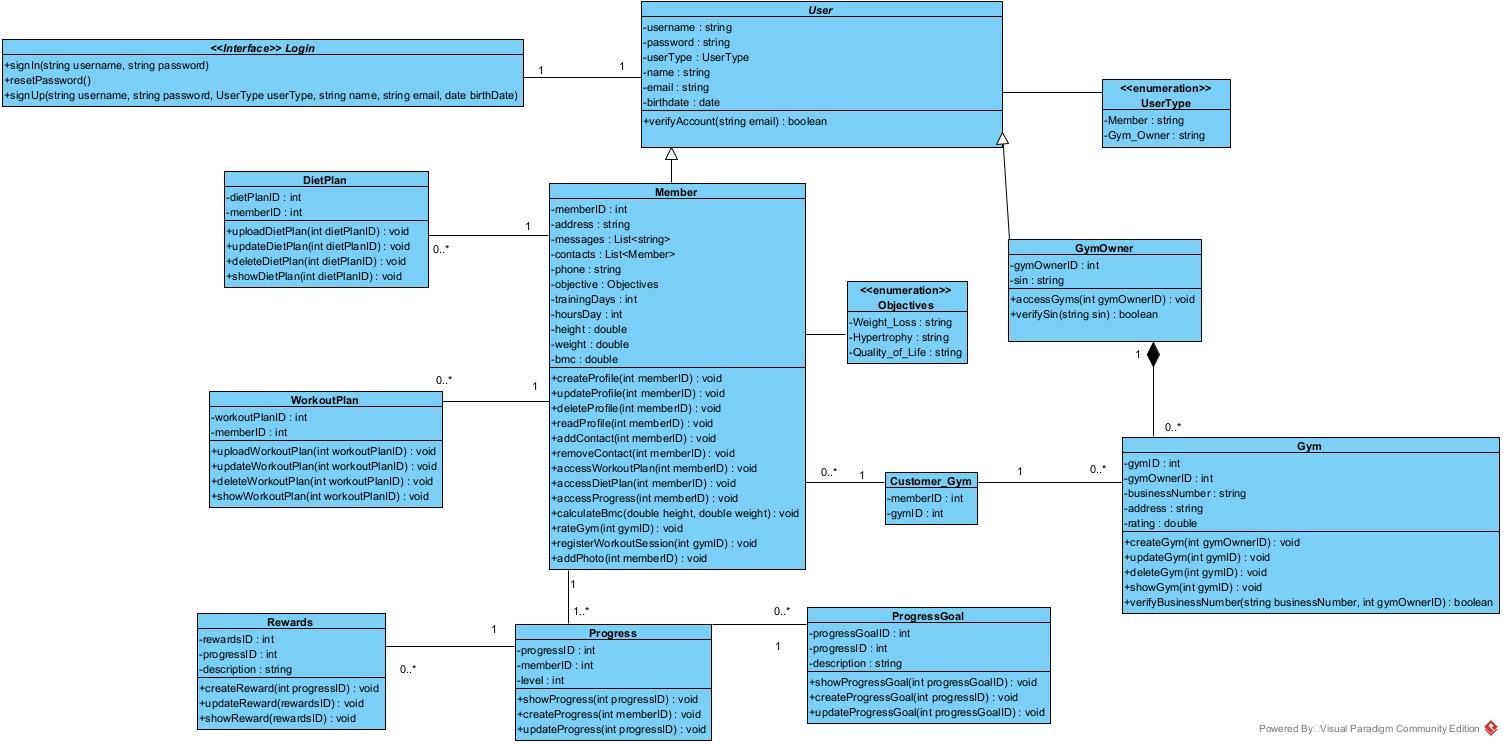 User
-username : string
-password : string
-userType : UserType
-name : string
-email : string
-birthdate : date
+verifyAccount(string email) : boolean
<<Interface>> Login
+signIn(string username, string password)
+resetPassword()
+signUp(string username, string password, UserType userType, string name, string email, date birthDate)
1
1
<<enumeration>>
UserType
-Member : string
-Gym_Owner : string
DietPlan
-dietPlanID : int
-memberID : int
+uploadDietPlan(int dietPlanID) : void
+updateDietPlan(int dietPlanID) : void
+deleteDietPlan(int dietPlanID) : void
+showDietPlan(int dietPlanID) : void
1
0..*
Member
-memberID : int
-address : string
-messages : List<string>
-contacts : List<Member>
-phone : string
-objective : Objectives
-trainingDays : int
-hoursDay : int
-height : double
-weight : double
-bmc : double
+createProfile(int memberID) : void
+updateProfile(int memberID) : void
+deleteProfile(int memberID) : void
+readProfile(int memberID) : void
+addContact(int memberID) : void
+removeContact(int memberID) : void
+accessWorkoutPlan(int memberID) : void
+accessDietPlan(int memberID) : void
+accessProgress(int memberID) : void
+calculateBmc(double height, double weight) : void
+rateGym(int gymID) : void
+registerWorkoutSession(int gymID) : void
+addPhoto(int memberID) : void
GymOwner
-gymOwnerID : int
-sin : string
+accessGyms(int gymOwnerID) : void
+verifySin(string sin) : boolean
<<enumeration>>
Objectives
-Weight_Loss : string
-Hypertrophy : string
-Quality_of_Life : string
1
0..*
0..*
1
WorkoutPlan
-workoutPlanID : int
-memberID : int
+uploadWorkoutPlan(int workoutPlanID) : void
+updateWorkoutPlan(int workoutPlanID) : void
+deleteWorkoutPlan(int workoutPlanID) : void
+showWorkoutPlan(int workoutPlanID) : void
0..*
1
Customer_Gym
-memberID : int
-gymID : int
1
0..*
Gym
-gymID : int
-gymOwnerID : int
-businessNumber : string
-address : string
-rating : double
+createGym(int gymOwnerID) : void
+updateGym(int gymID) : void
+deleteGym(int gymID) : void
+showGym(int gymID) : void
+verifyBusinessNumber(string businessNumber, int gymOwnerID) : boolean
1
1..*
Rewards
-rewardsID : int
-progressID : int
-description : string
+createReward(int progressID) : void
+updateReward(rewardsID) : void
+showReward(rewardsID) : void
1
0..*
Progress
-progressID : int
-memberID : int
-level : int
+showProgress(int progressID) : void
+createProgress(int memberID) : void
+updateProgress(int progressID) : void
0..*
1
ProgressGoal
-progressGoalID : int
-progressID : int
-description : string
+showProgressGoal(int progressGoalID) : void
+createProgressGoal(int progressID) : void
+updateProgressGoal(int progressGoalID) : void
Powered By Visual Paradigm Community Edition